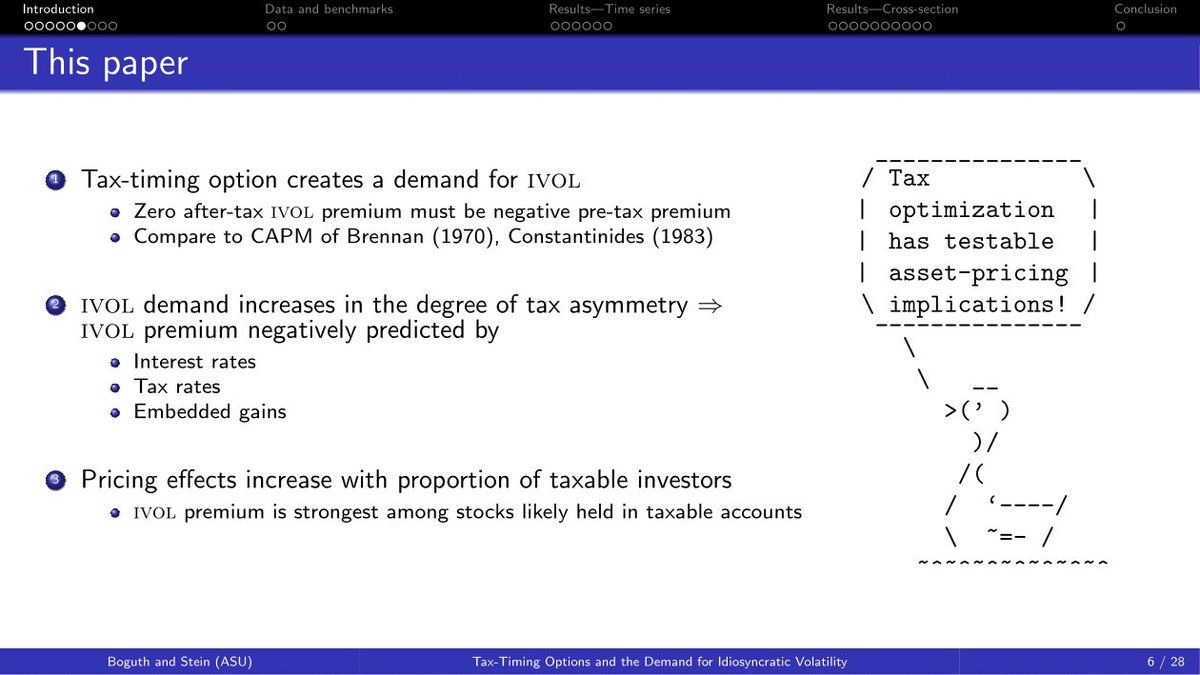 Introduction
Data and benchmarks
Results—Time series
Results—Cross-section
Conclusion
This paper
1 Tax-timing option creates a demand for IVOL
Zero after-tax IVOL premium must be negative pre-tax premium
Compare to CAPM of Brennan (1970), Constantinides (1983)
2 IVOL demand increases in the degree of tax asymmetry ⇒
IVOL premium negatively predicted by
Interest rates
Tax rates
Embedded gains
3 Pricing effects increase with proportion of taxable investors
IVOL premium is strongest among stocks likely held in taxable accounts
Tax
optimization
has testable
asset-pricing
implications!
Boguth and Stein (ASU)
Tax-Timing Options and the Demand for Idiosyncratic Volatility
6 / 28